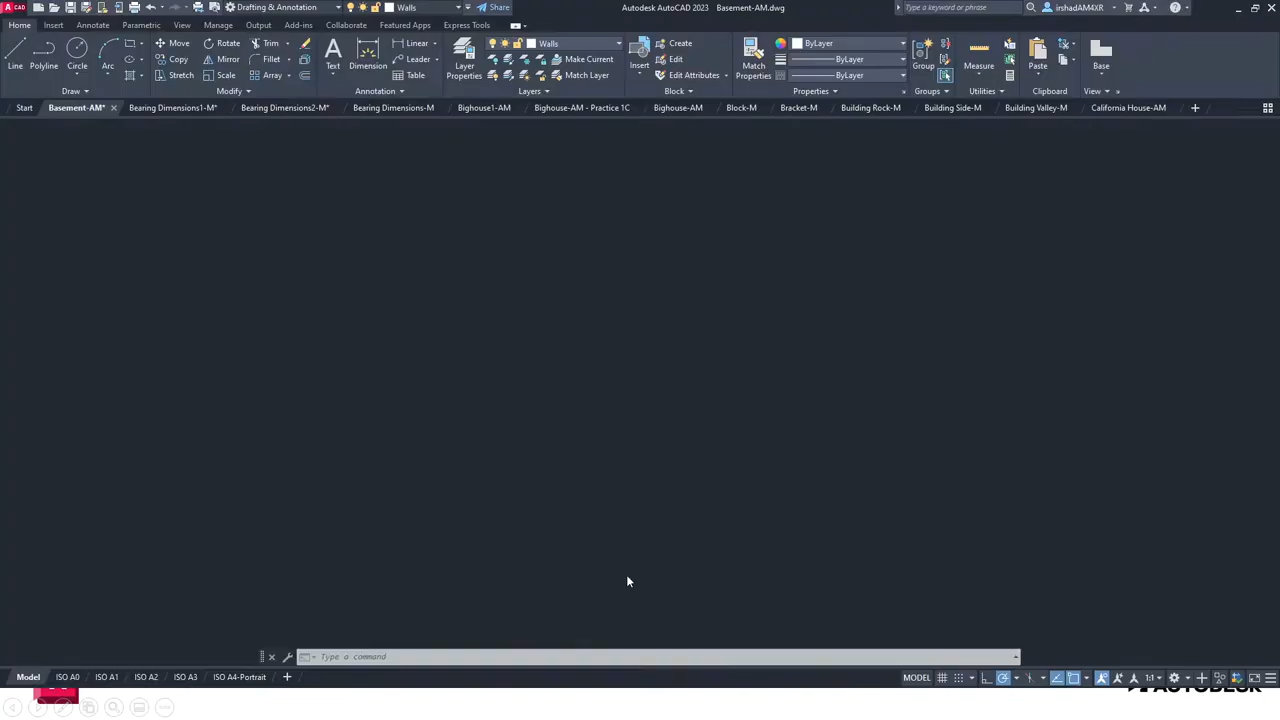 CAD Drafting & Annotation Walls Share Autodesk AutoCAD 2023 Basement-AM.dwg Type a keyword or phrase irshadAM4XR
Home Insert Annotate Parametric View Manage Output Add-ins Collaborate Featured Apps Express Tools
Line Polyline Circle Arc
Move Rotate Trim
Copy Mirror Fillet
Stretch Scale Array
Text Dimension
Linear
Leader
Table
Layer Properties
Walls
Make Current
Match Layer
Insert
Create
Edit
Edit Attributes
Match Properties
ByLayer
ByLayer
ByLayer
Group
Measure
Paste
Base
Draw Modify Annotation Layers Block Properties Groups Utilities Clipboard View
Start Basement-AM* Bearing Dimensions1-M* Bearing Dimensions2-M* Bearing Dimensions-M Bighouse1-AM Bighouse-AM - Practice 1C Bighouse-AM Block-M Bracket-M Building Rock-M Building Side-M Building Valley-M California House-AM
Type a command
Model ISO A0 ISO A1 ISO A2 ISO A3 ISO A4-Portrait MODEL 1:1
AUTODESK